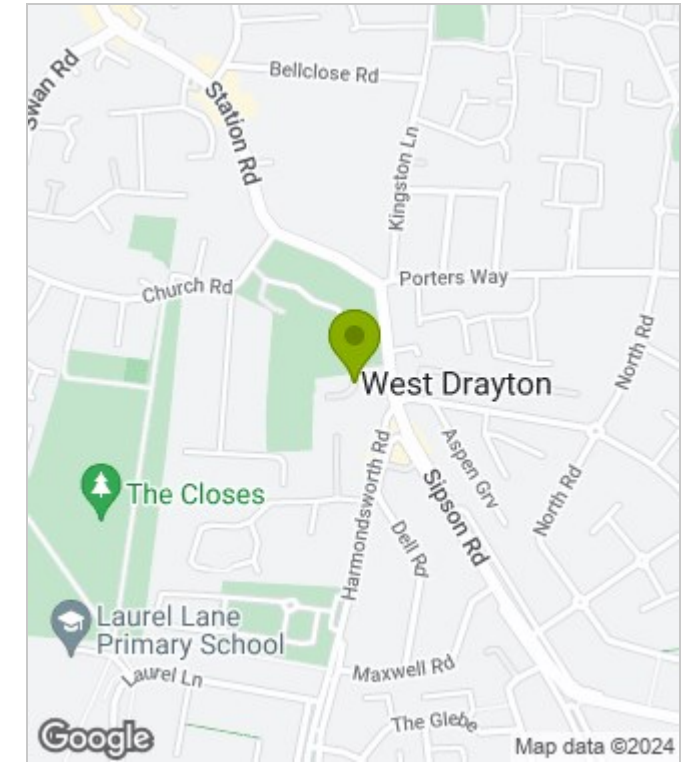 Swan Rd
Bellclose Rd
Station Rd
Kingston Ln
Church Rd
Porters Way
North Rd
West Drayton
Aspen Grv
The Closes
Harmondsworth Rd
Sipson Rd
North Rd
Dell Rd
Laurel Lane
Primary School
Laurel Ln
Maxwell Rd
The Glebe
Google
Map data ©2024